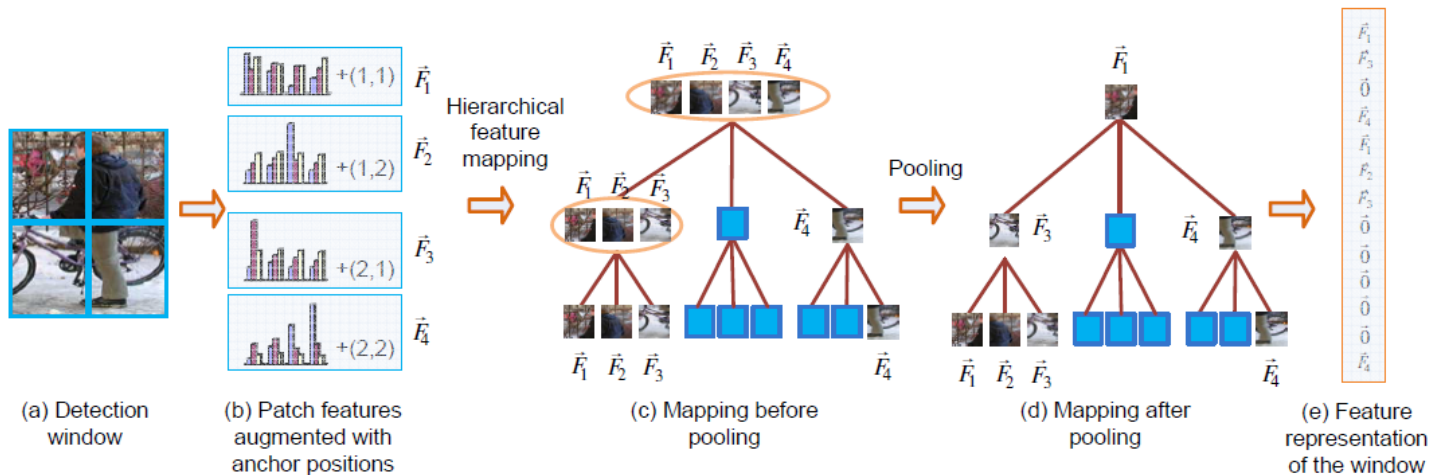 +(1,1)
F⃗1
+(1,2)
F⃗2
+(2,1)
F⃗3
+(2,2)
F⃗4
(a) Detection
window
(b) Patch features
augmented with
anchor positions
Hierarchical
feature
mapping
F⃗1 F⃗2 F⃗3 F⃗4
F⃗1 F⃗2 F⃗3
F⃗4
F⃗1 F⃗2 F⃗3
F⃗4
(c) Mapping before
pooling
Pooling
F⃗1
F⃗3
F⃗4
F⃗1 F⃗2 F⃗3
F⃗4
(d) Mapping after
pooling
F⃗1
F⃗3
0⃗
F⃗4
F⃗1
F⃗2
F⃗3
0⃗
0⃗
0⃗
0⃗
0⃗
F⃗4
(e) Feature
representation
of the window